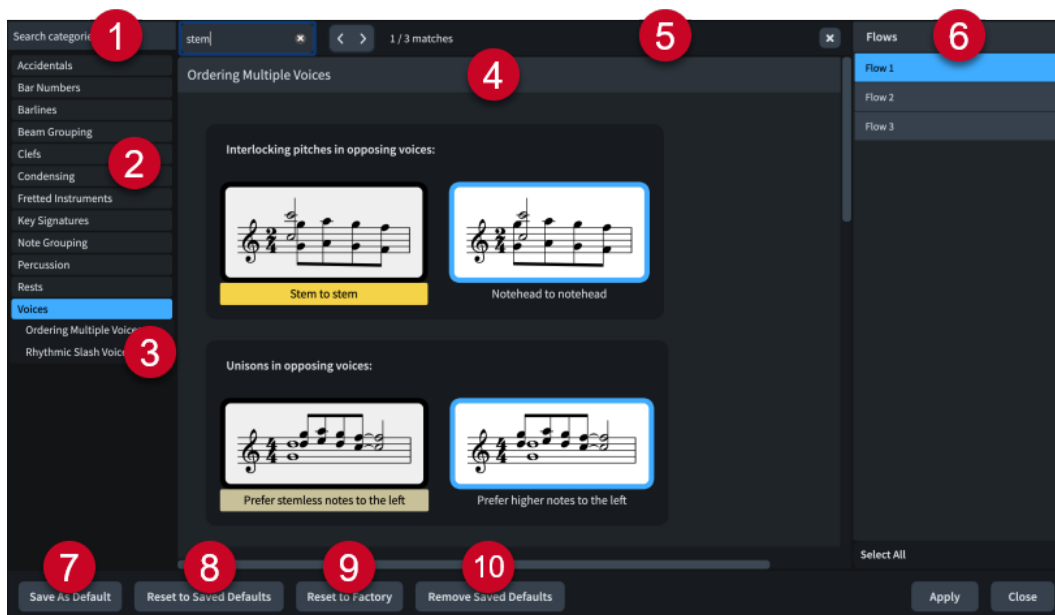 Search categorie
1
stem
1 / 3 matches
5
Flows
6
Accidentals
Bar Numbers
Barlines
Beam Grouping
Clefs
2
Condensing
Fretted Instruments
Key Signatures
Note Grouping
Percussion
Rests
Voices
Ordering Multiple Voice
Rhythmic Slash Voice
3
Ordering Multiple Voices
4
Interlocking pitches in opposing voices:
Stem to stem
Notehead to notehead
Unisons in opposing voices:
Prefer stemless notes to the left
Prefer higher notes to the left
Flow 1
Flow 2
Flow 3
Select All
7
8
9
10
Save As Default
Reset to Saved Defaults
Reset to Factory
Remove Saved Defaults
Apply
Close